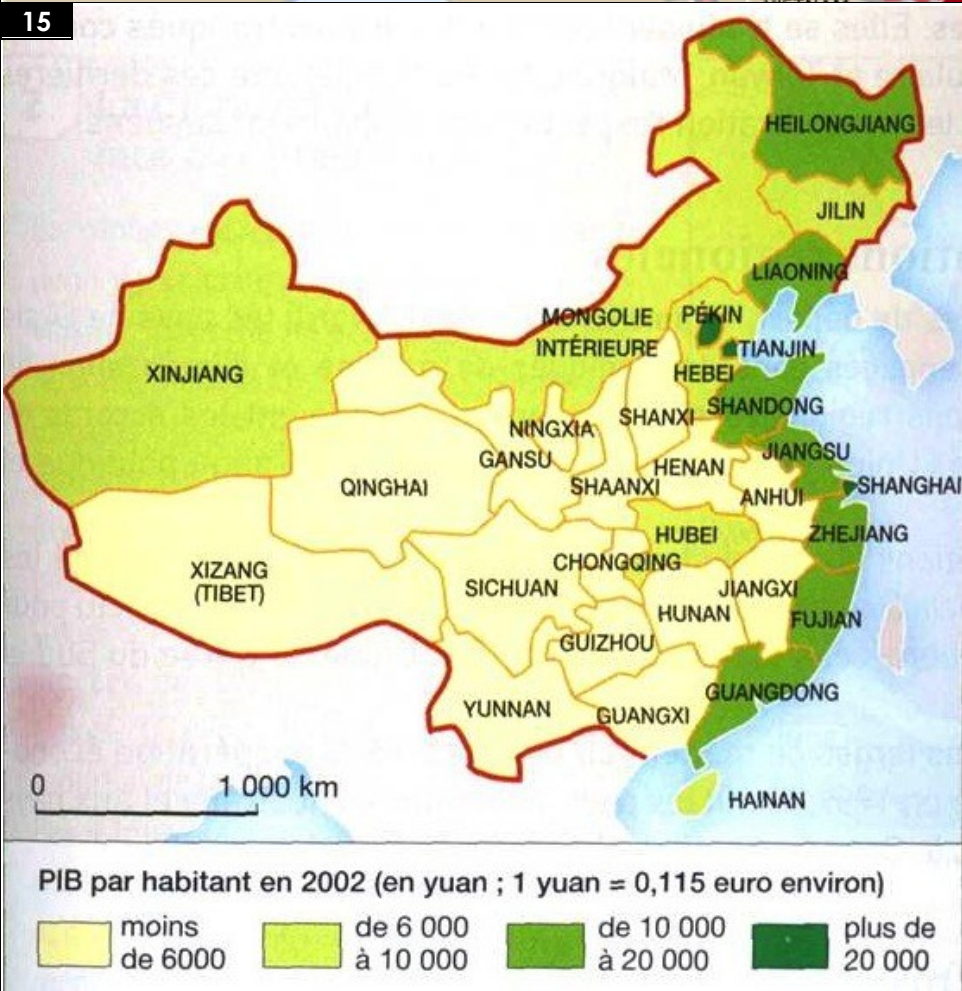 15
HEILONGJIANG
JILIN
LIAONING
MONGOLIE
INTÉRIEURE
PÉKIN
TIANJIN
HEBEI
XINJIANG
SHANXI
SHANDONG
NINGXIA
GANSU
JIANGSU
HENAN
QINGHAI
SHAANXI
ANHUI
SHANGHAI
HUBEI
ZHEJIANG
CHONGQING
XIZANG
(TIBET)
SICHUAN
JIANGXI
HUNAN
FUJIAN
GUIZHOU
GUANGDONG
YUNNAN
GUANGXI
HAINAN
0 1 000 km
PIB par habitant en 2002 (en yuan ; 1 yuan = 0,115 euro environ)
moins
de 6000
de 6 000
à 10 000
de 10 000
à 20 000
plus de
20 000